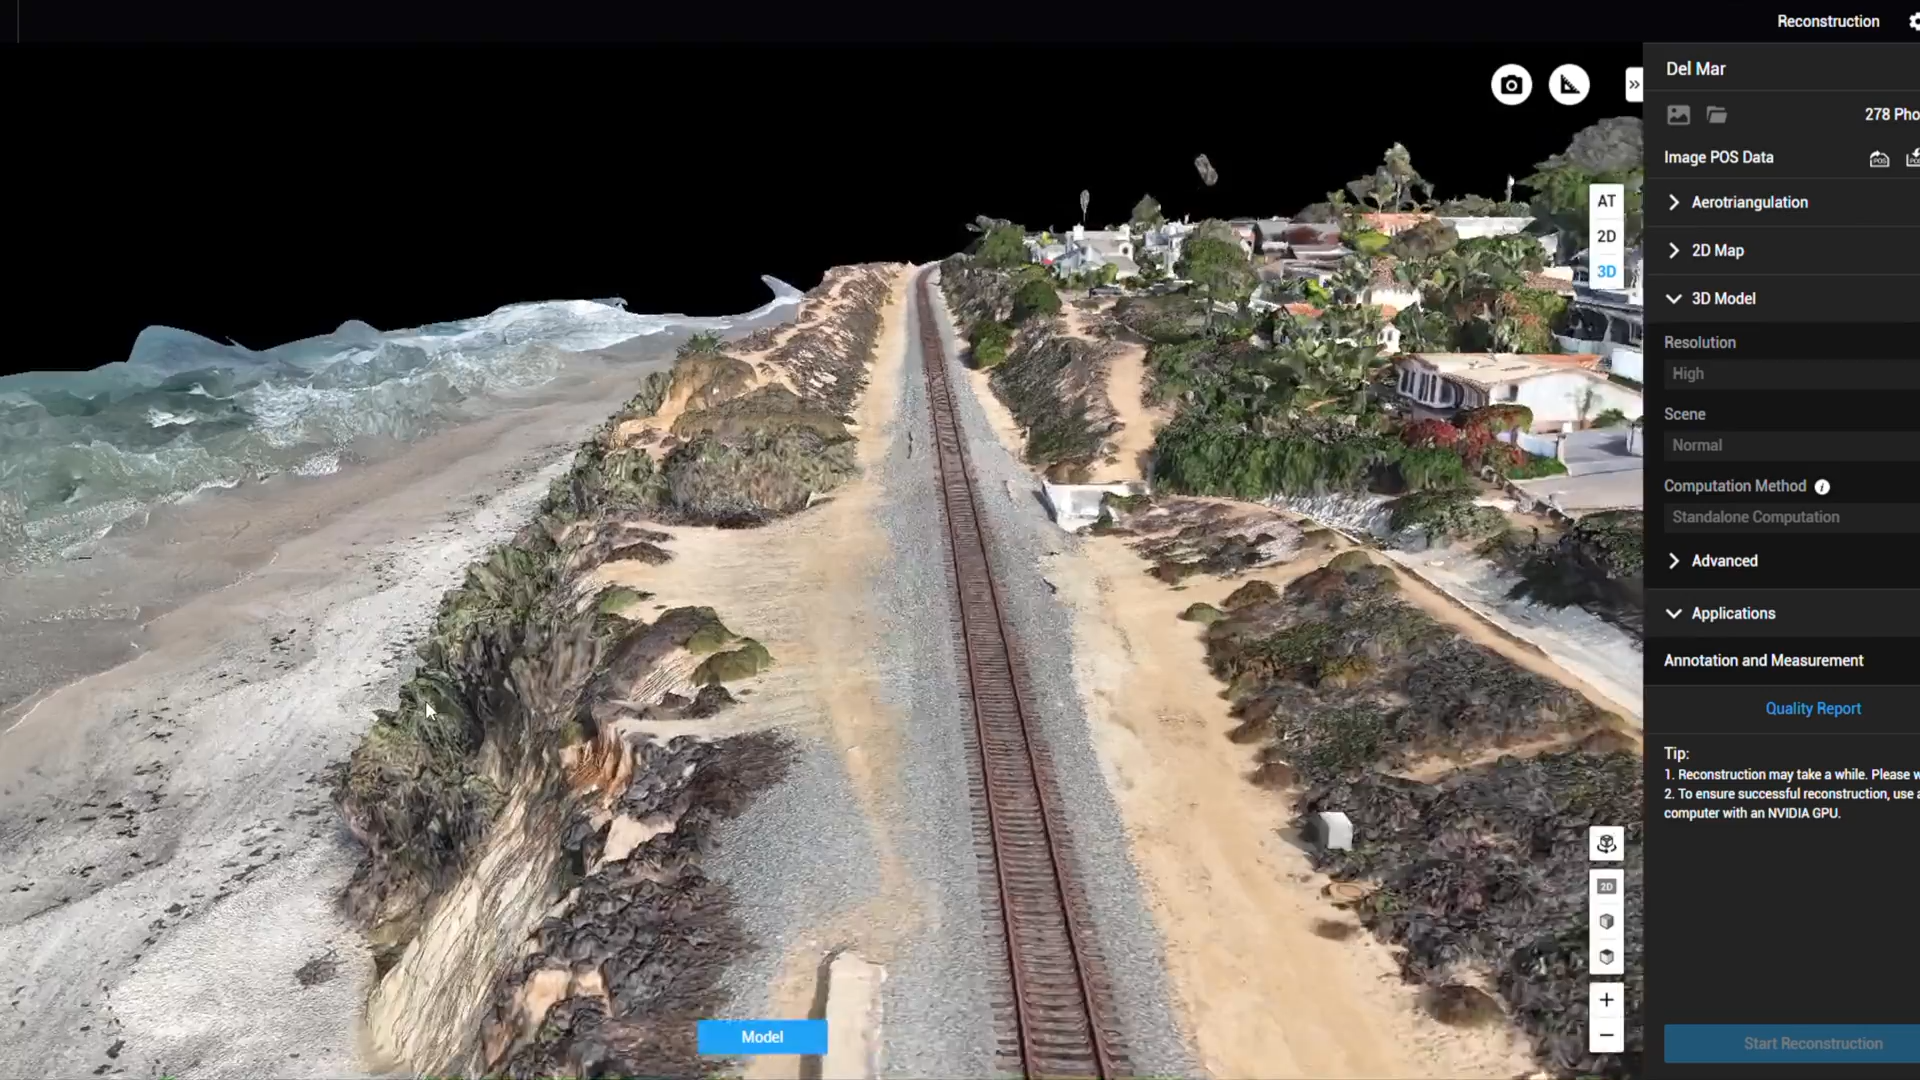 Reconstruction
Del Mar
278 Pho
Image POS Data
AT
Aerotriangulation
2D
2D Map
3D
3D Model
Resolution
High
Scene
Normal
Computation Method
Standalone Computation
Advanced
Applications
Annotation and Measurement
Quality Report
Tip:
1. Reconstruction may take a while. Please w
2. To ensure successful reconstruction, use a
computer with an NVIDIA GPU.
2D
Model
Start Reconstruction